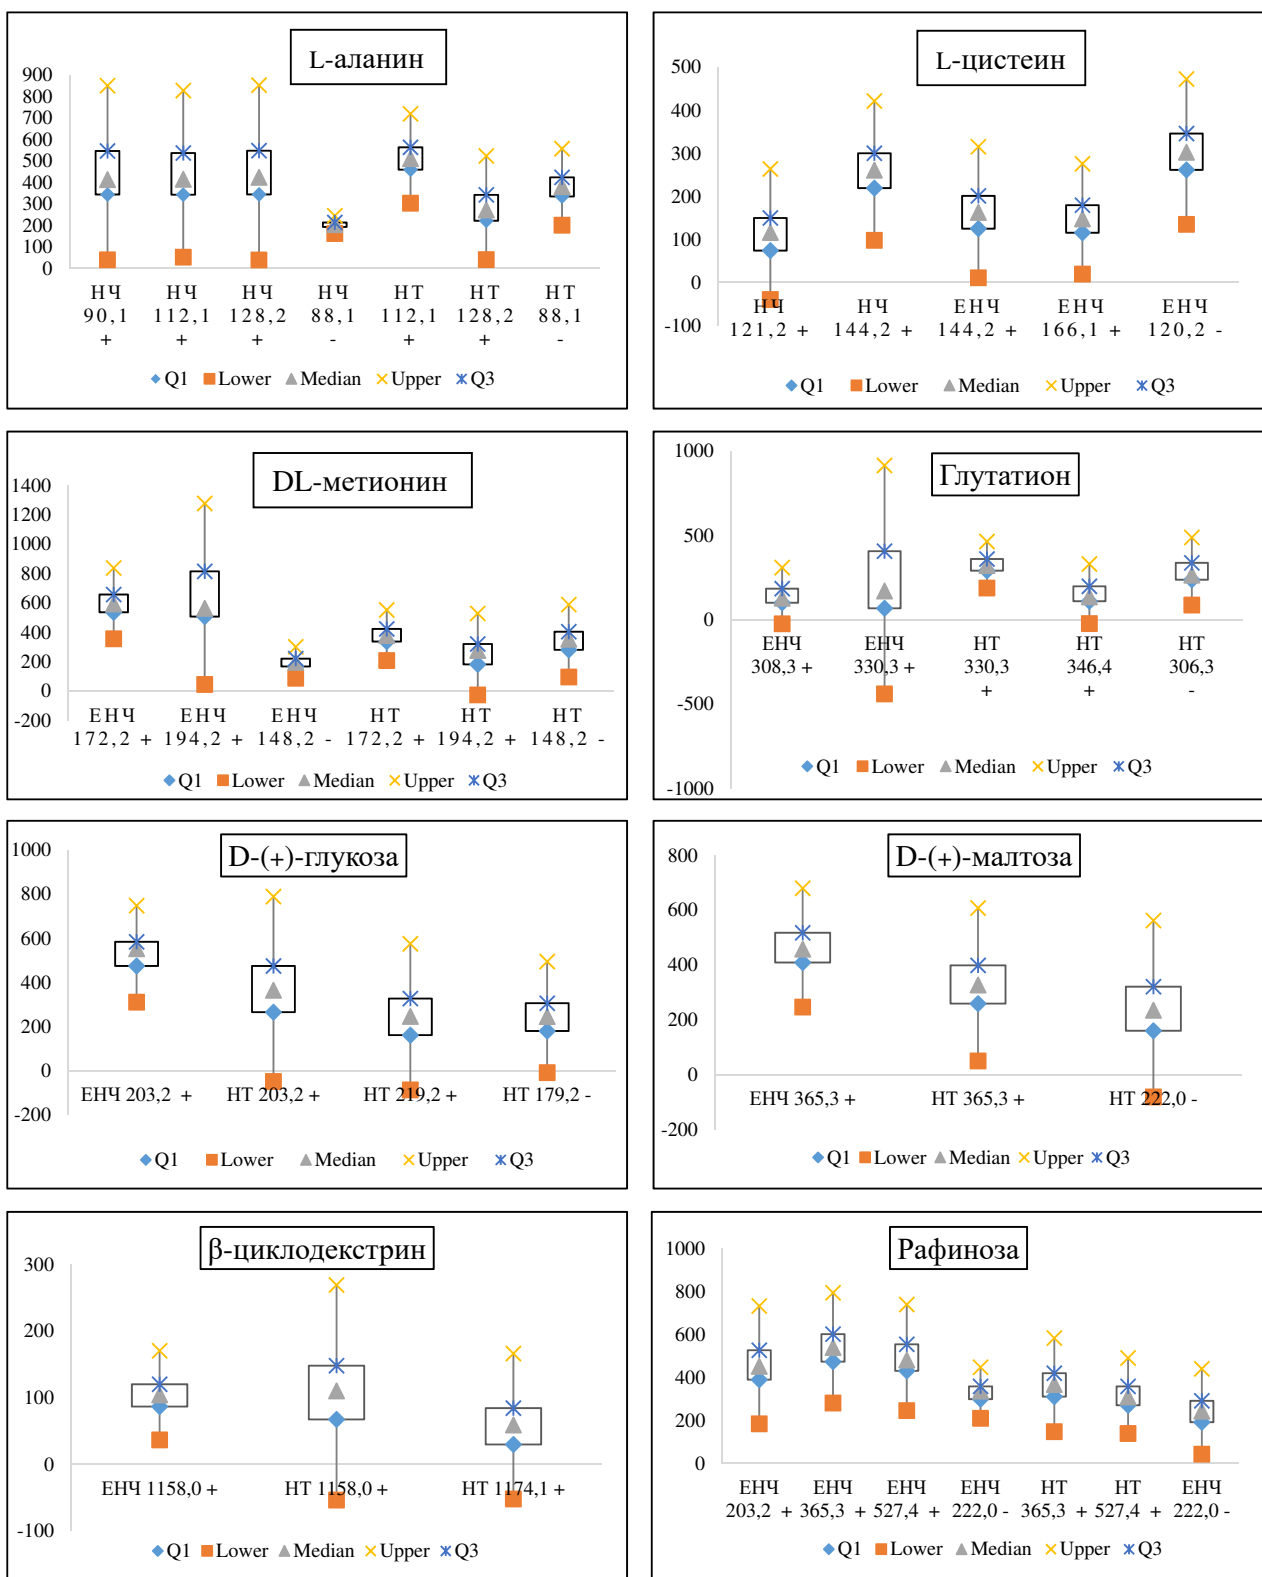 L-аланин
900
800
700
600
500
400
300
200
100
0
НЧ НЧ НЧ НЧ НТ НТ НТ
90,1 112,1 128,2 88,1 112,1 128,2 88,1
+ + + - + + -
Q1 Lower Median Upper Q3
L-цистеин
500
400
300
200
100
0
-100
НЧ НЧ ЕНЧ ЕНЧ ЕНЧ
121,2 + 144,2 + 144,2 + 166,1 + 120,2 -
Q1 Lower Median Upper Q3
DL-метионин
1400
1200
1000
800
600
400
200
0
-200
ЕНЧ ЕНЧ ЕНЧ НТ НТ НТ
172,2 + 194,2 + 148,2 - 172,2 + 194,2 + 148,2 -
Q1 Lower Median Upper Q3
Глутатион
1000
500
0
-500
-1000
ЕНЧ ЕНЧ НТ НТ НТ
308,3 + 330,3 + 330,3 346,4 306,3
+ + -
Q1 Lower Median Upper Q3
D-(+)-глукоза
1000
800
600
400
200
0
-200
ЕНЧ 203,2 + НТ 203,2 + НТ 219,2 + НТ 179,2 -
Q1 Lower Median Upper Q3
D-(+)-малтоза
800
600
400
200
0
-200
ЕНЧ 365,3 + НТ 365,3 + НТ 222,0 -
Q1 Lower Median Upper Q3
β-циклодекстрин
300
200
100
0
-100
ЕНЧ 1158,0 + НТ 1158,0 + НТ 1174,1 +
Q1 Lower Median Upper Q3
Рафиноза
1000
800
600
400
200
0
ЕНЧ ЕНЧ ЕНЧ ЕНЧ НТ НТ ЕНЧ
203,2 + 365,3 + 527,4 + 222,0 - 365,3 + 527,4 + 222,0 -
Q1 Lower Median Upper Q3